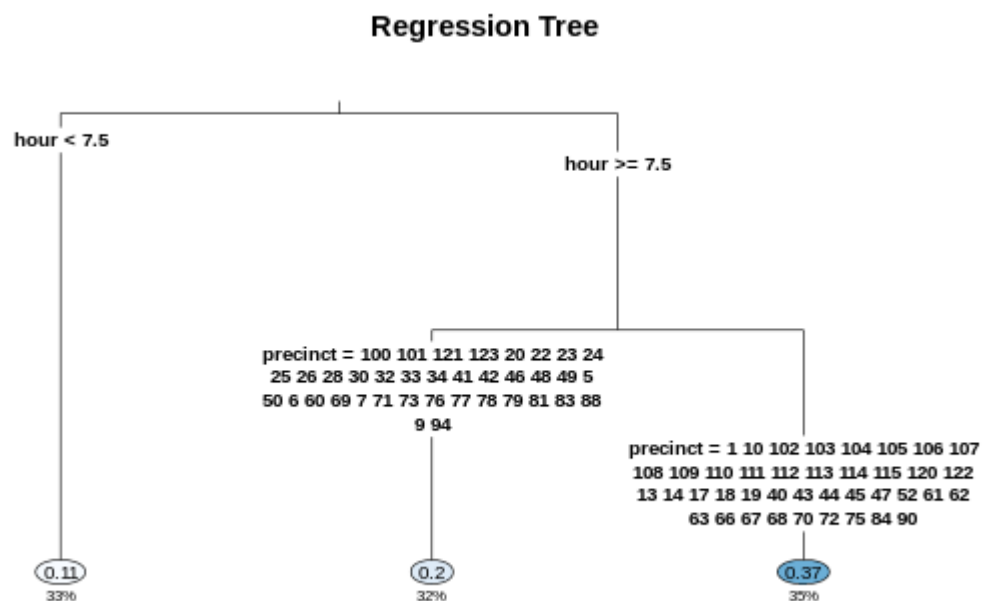 Regression Tree
hour < 7.5
hour >= 7.5
precinct = 100 101 121 123 20 22 23 24
25 26 28 30 32 33 34 41 42 46 48 49 5
50 6 60 69 7 71 73 76 77 78 79 81 83 88
9 94
precinct = 1 10 102 103 104 105 106 107
108 109 110 111 112 113 114 115 120 122
13 14 17 18 19 40 43 44 45 47 52 61 62
63 66 67 68 70 72 75 84 90
0.11
33%
0.2
32%
0.37
35%